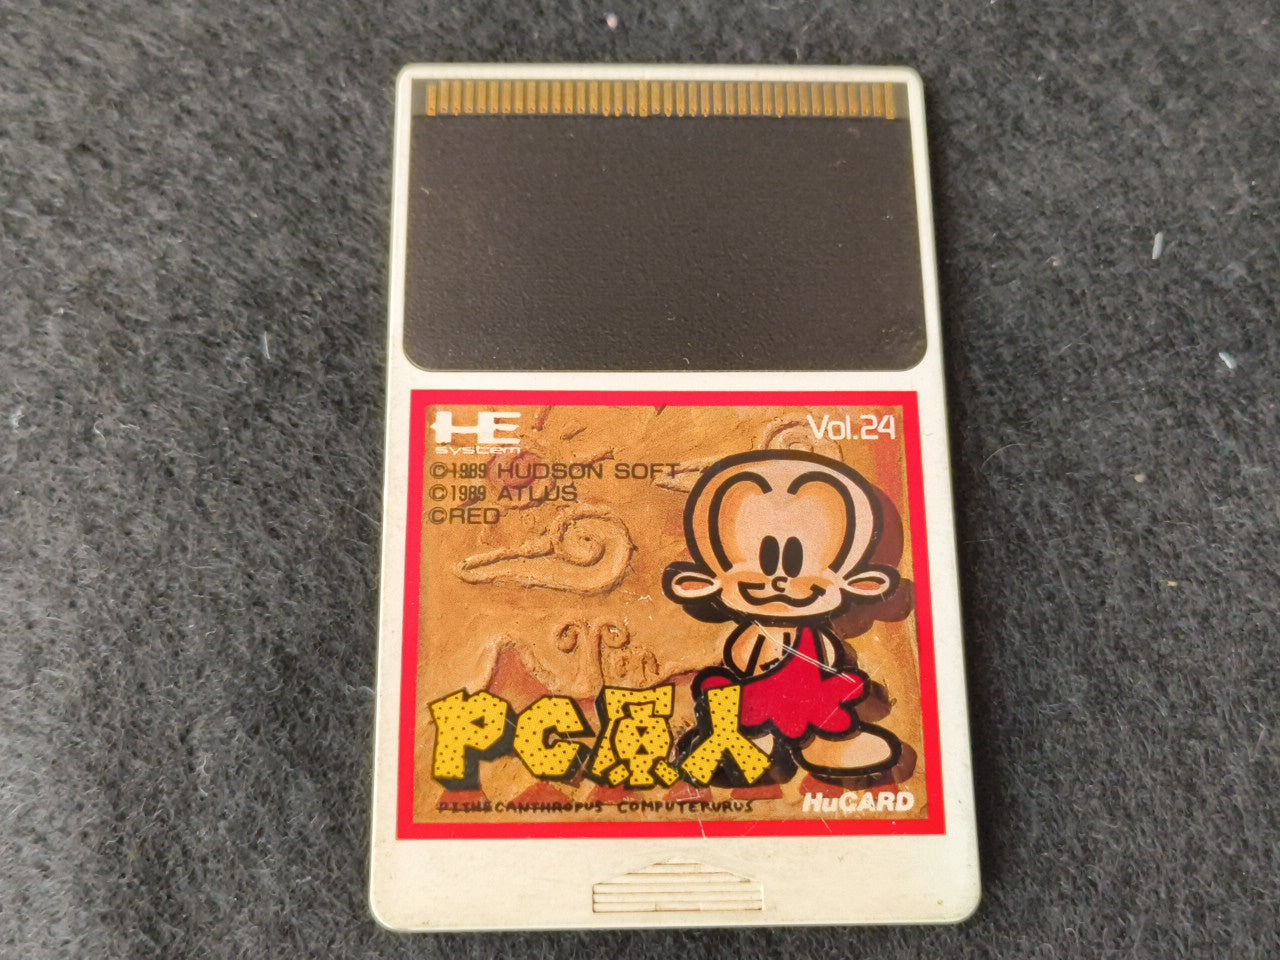 HE
system
Vol.24
©1989 HUDSON SOFT
©1989 ATLUS
©RED
PC原人
PITHECANTHROPUS COMPUTERURUS
HuCARD